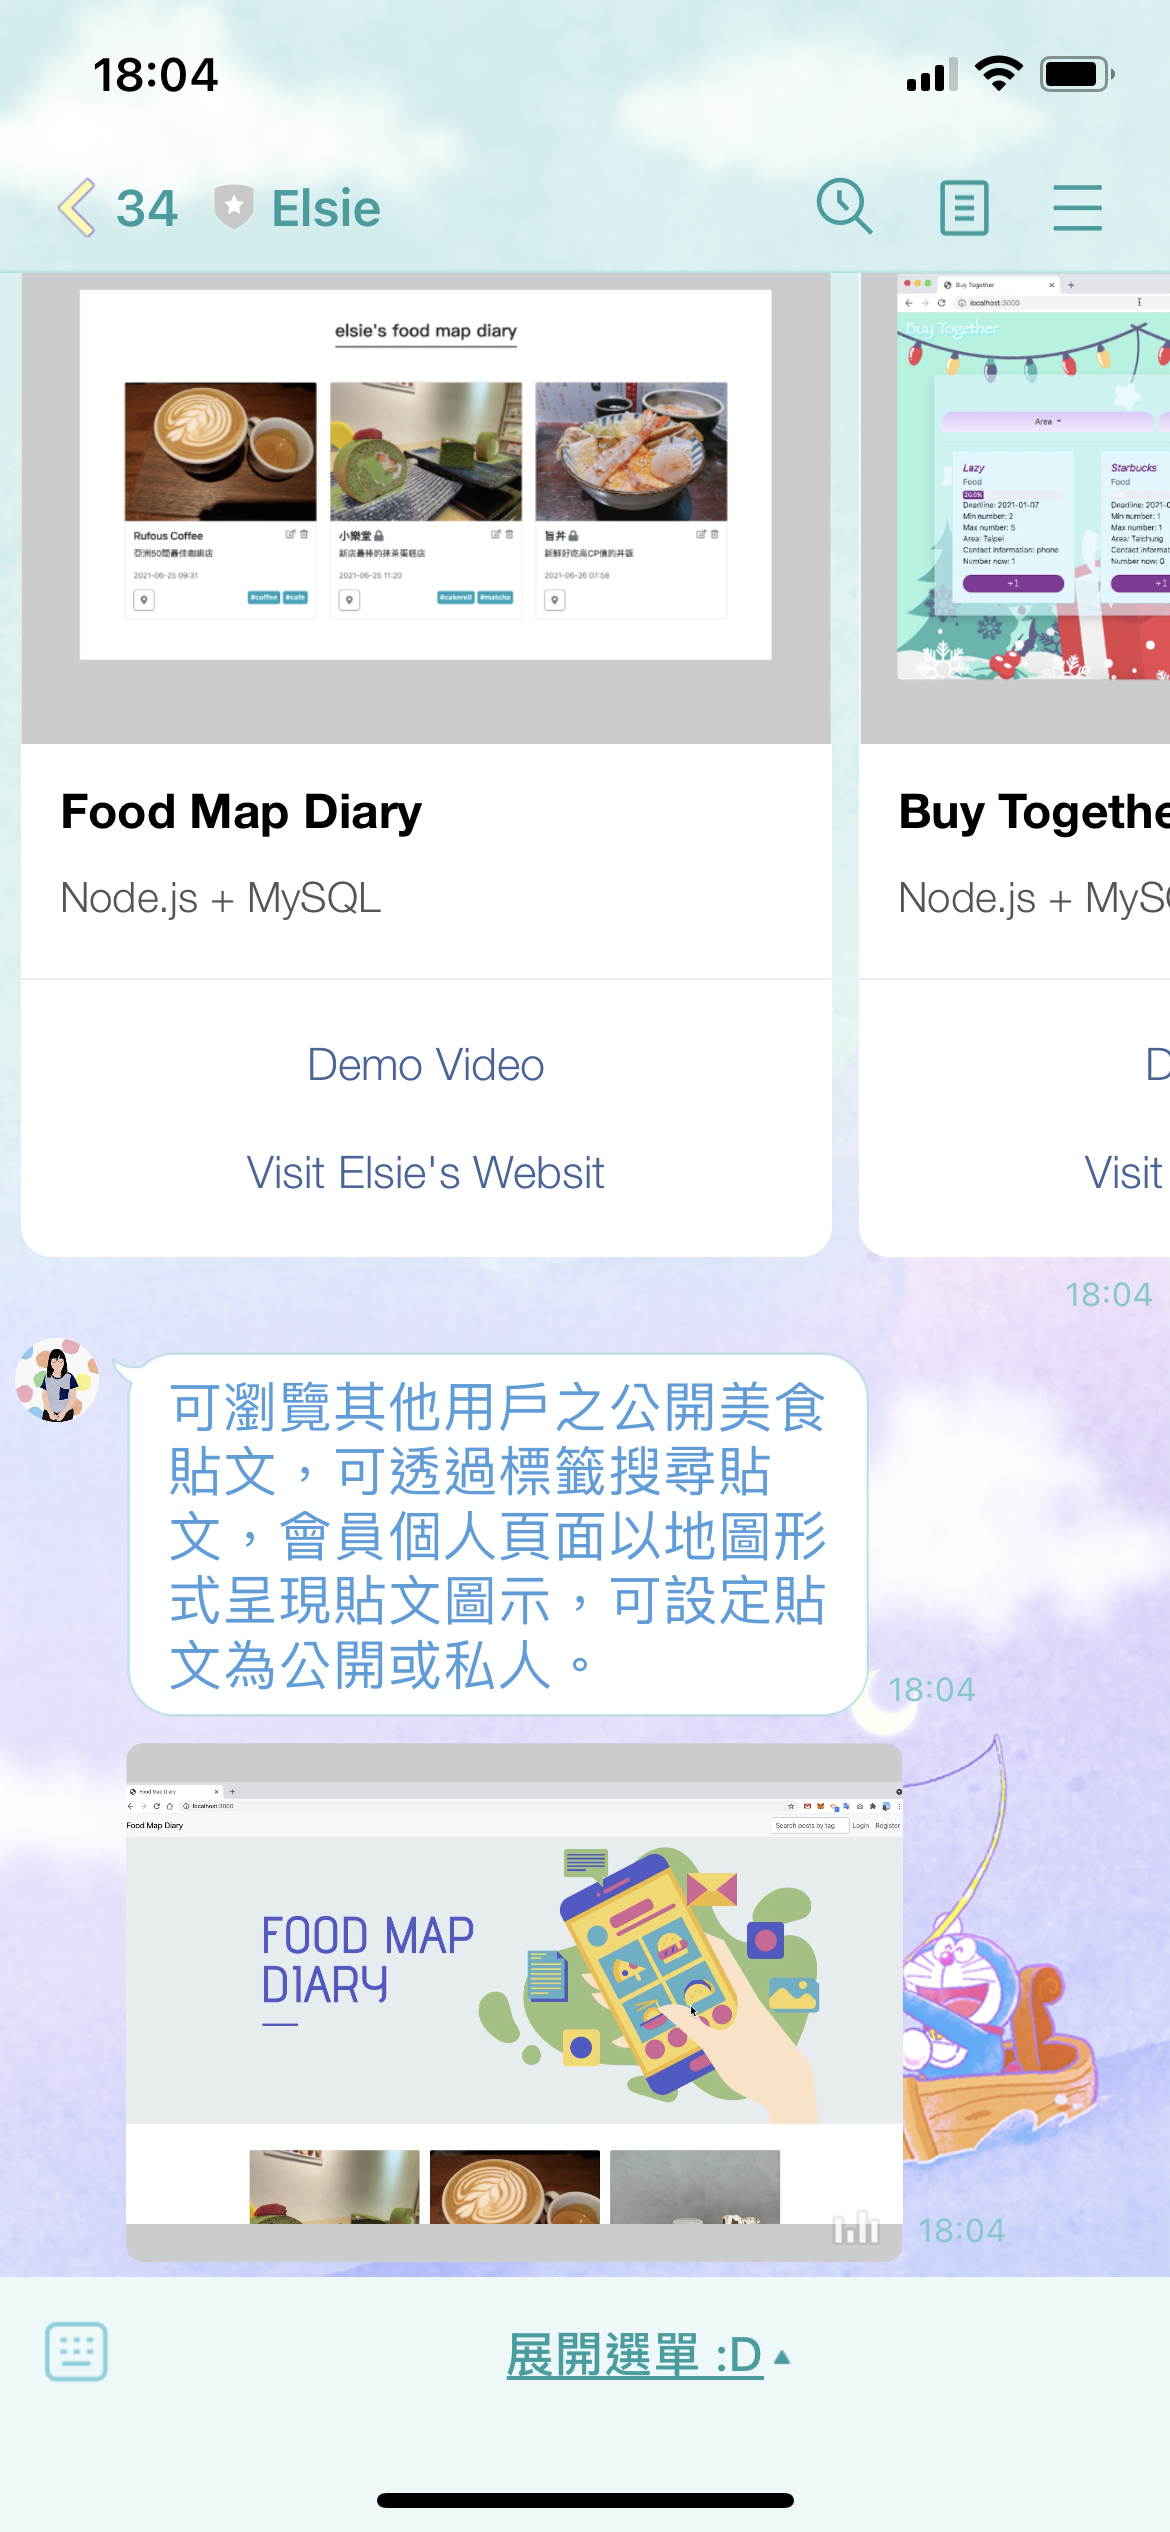 18:04
34 Elsie
elsie's food map diary
Rufous Coffee
亞洲50間最佳咖啡店
2021-06-25 09:31
#coffee #cafe
小樂堂
新店最棒的抹茶蛋糕店
2021-06-25 11:20
#cakeroll #matcha
旨丼
新鮮好吃高CP值的丼飯
2021-06-26 07:58
Buy Together
localhost:3000
Buy Together
Area
Lazy
Food
20.0%
Deadline: 2021-01-07
Min number: 2
Max number: 5
Area: Taipei
Contact information: phone
Number now: 1
+1
Starbucks
Food
Deadline: 2021-0
Min number: 1
Max number: 1
Area: Taichung
Contact informat
Number now: 0
+1
Food Map Diary
Node.js + MySQL
Demo Video
Visit Elsie's Websit
Buy Togethe
Node.js + MyS
D
Visit
18:04
可瀏覽其他用戶之公開美食
貼文，可透過標籤搜尋貼
文，會員個人頁面以地圖形
式呈現貼文圖示，可設定貼
文為公開或私人。
18:04
Food Map Diary
localhost:3000
Food Map Diary
Search posts by tag
Login
Register
FOOD MAP
DIARY
18:04
展開選單 :D